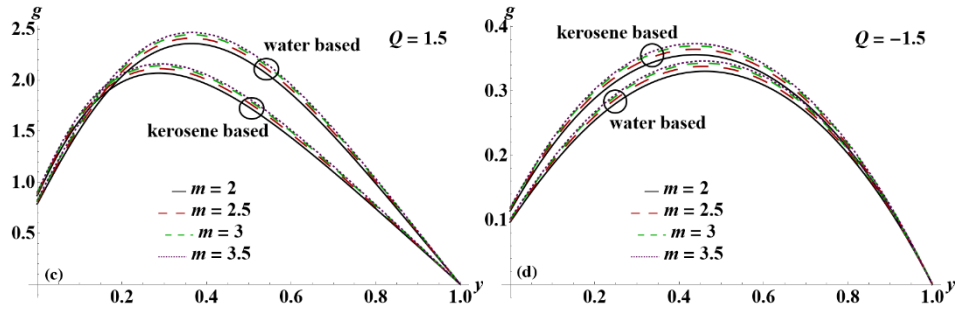 g
2.5
2.0
1.5
1.0
0.5
water based
Q = 1.5
kerosene based
m = 2
m = 2.5
m = 3
m = 3.5
(c)
0.2
0.4
0.6
0.8
1.0
y
g
0.4
0.3
0.2
0.1
kerosene based
Q = −1.5
water based
m = 2
m = 2.5
m = 3
m = 3.5
(d)
0.2
0.4
0.6
0.8
1.0
y